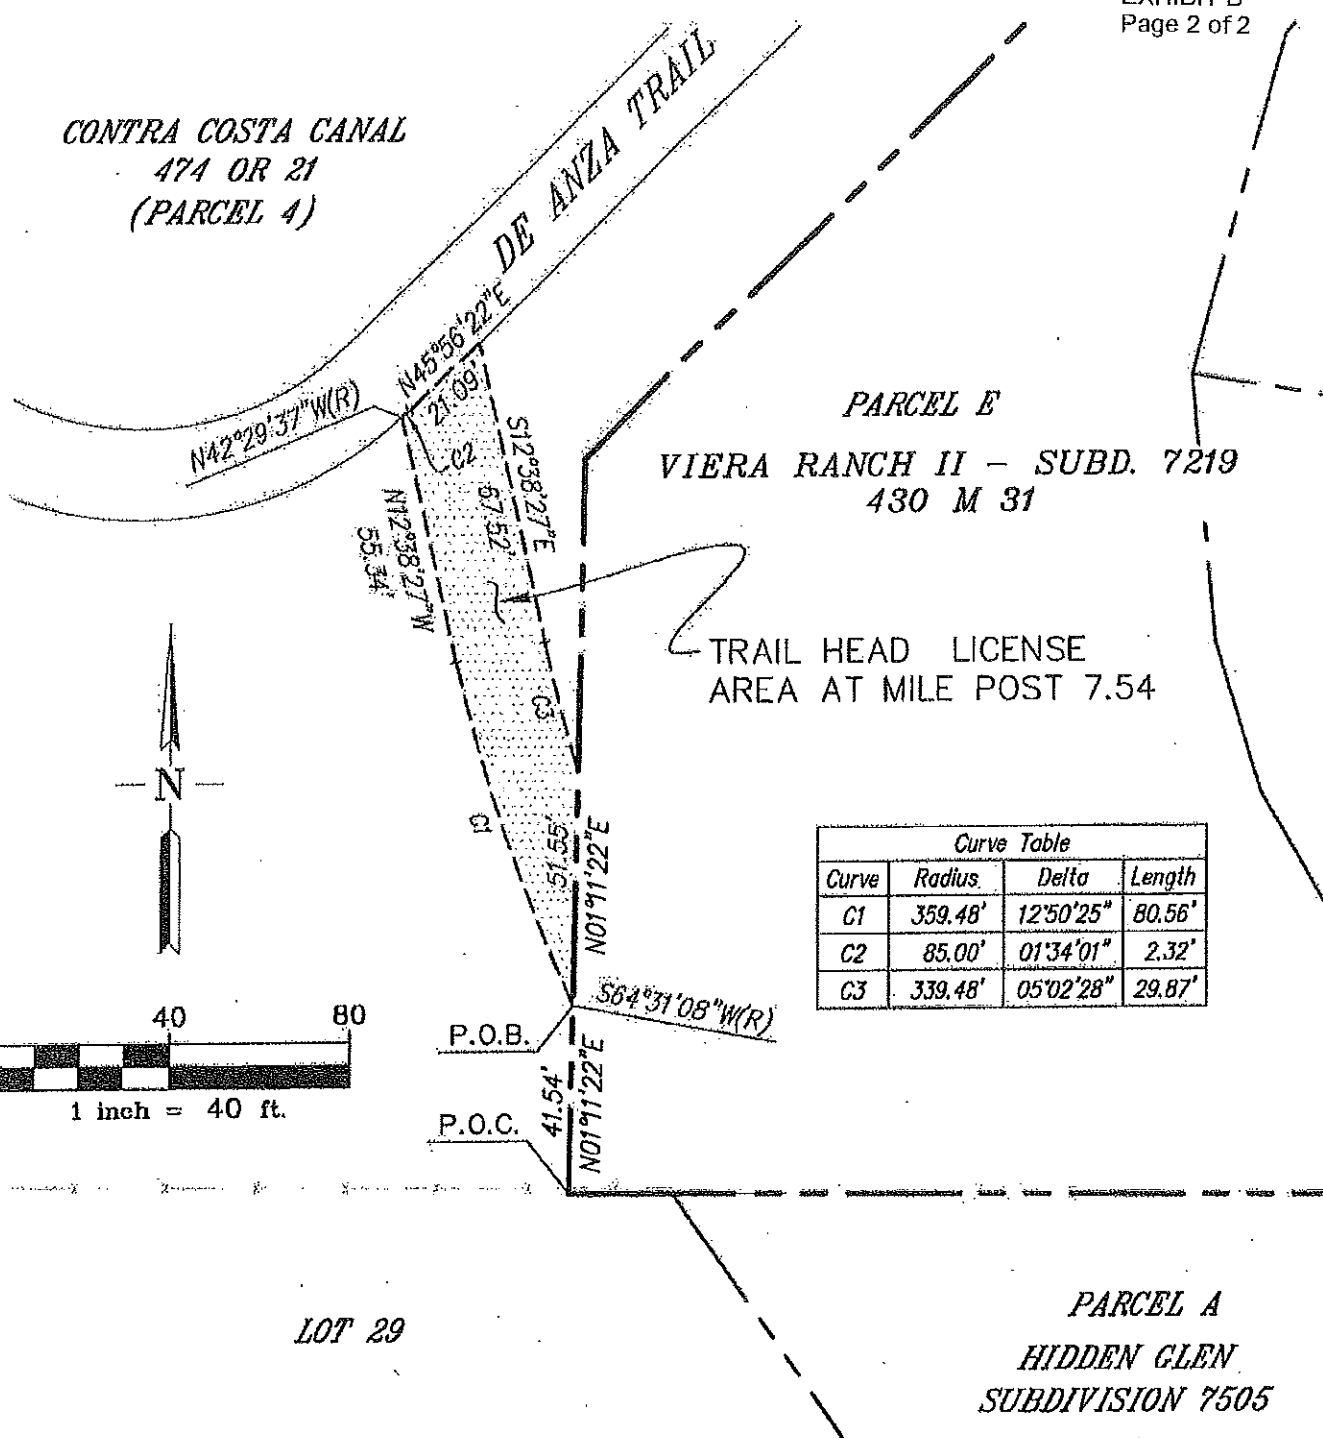 EXHIBIT B
Page 2 of 2
CONTRA COSTA CANAL
474 OR 21
(PARCEL 4)
DE ANZA TRAIL
N45°56'22"E
21.09'
N42°29'37"W(R)
C2
S12°38'27"E
67.52'
N12°38'27"W
55.34'
PARCEL E
VIERA RANCH II - SUBD. 7219
430 M 31
TRAIL HEAD LICENSE
AREA AT MILE POST 7.54
C3
C1
N
51.55'
N01°11'22"E
Curve Table
Curve Radius Delta Length
C1 359.48' 12°50'25" 80.56'
C2 85.00' 01°34'01" 2.32'
C3 339.48' 05°02'28" 29.87'
S64°31'08"W(R)
P.O.B.
40 80
1 inch = 40 ft.
41.54'
N01°11'22"E
P.O.C.
LOT 29
PARCEL A
HIDDEN GLEN
SUBDIVISION 7505